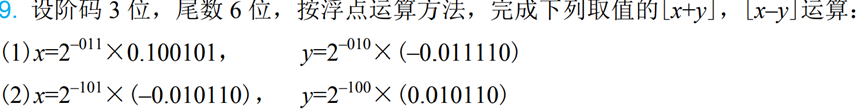 9. 设阶码 3 位，尾数 6 位，按浮点运算方法，完成下列取值的[x+y]，[x–y]运算：
(1) x=2⁻⁰¹¹×0.100101，  y=2⁻⁰¹⁰×(–0.011110)
(2) x=2⁻¹⁰¹×(–0.010110)，  y=2⁻¹⁰⁰×(0.010110)